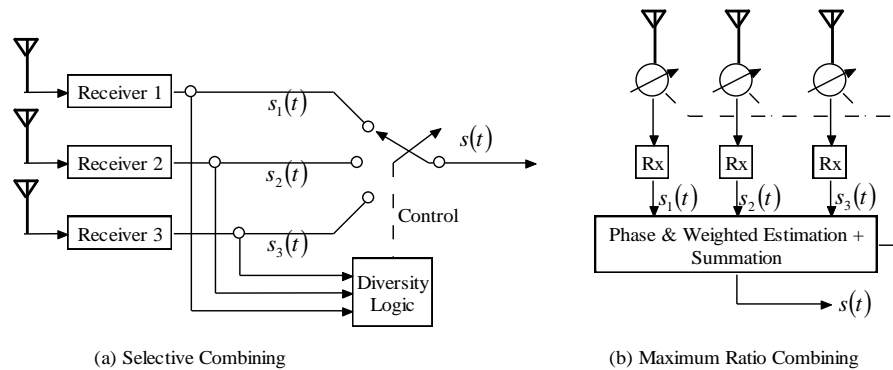 Receiver 1
s₁(t)
Receiver 2
s₂(t)
s(t)
Receiver 3
s₃(t)
Control
Diversity
Logic
(a) Selective Combining
Rx Rx Rx
s₁(t) s₂(t) s₃(t)
Phase & Weighted Estimation +
Summation
s(t)
(b) Maximum Ratio Combining